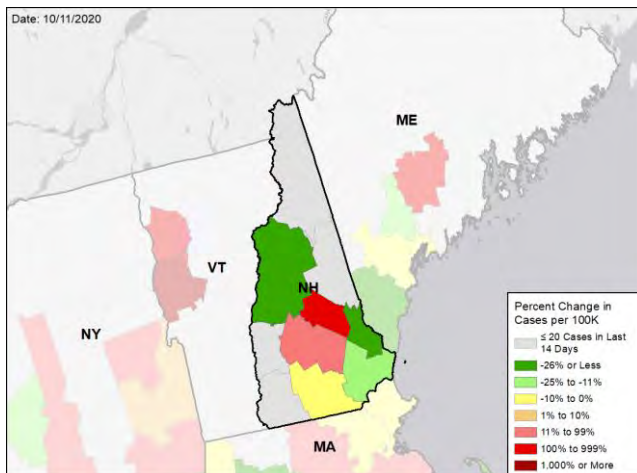 Date: 10/11/2020
ME
VT
NH
NY
MA
Percent Change in
Cases per 100K
≤ 20 Cases in Last
14 Days
-26% or Less
-25% to -11%
-10% to 0%
1% to 10%
11% to 99%
100% to 999%
1,000% or More